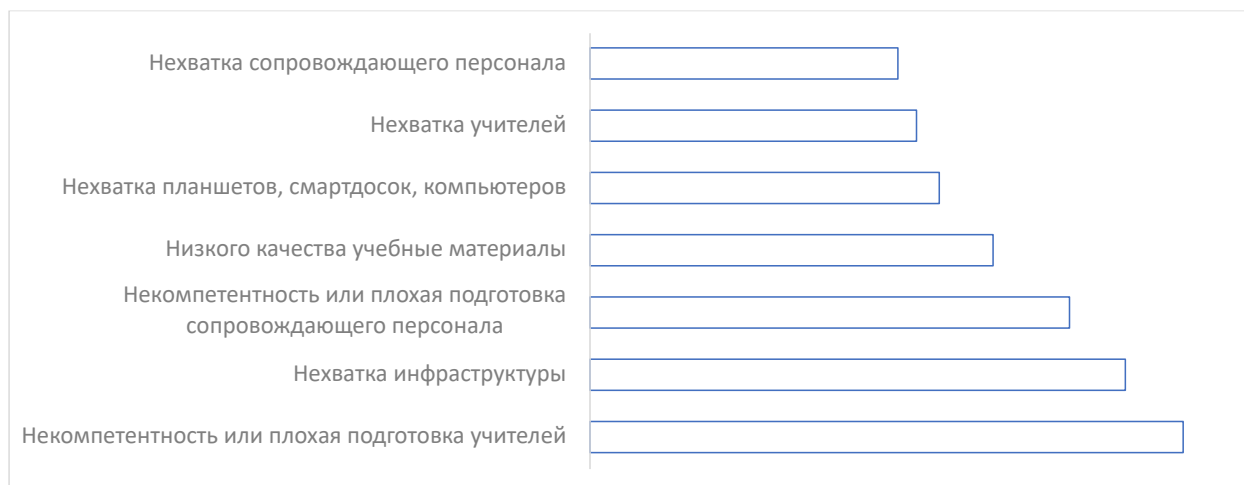 Нехватка сопровождающего персонала
Нехватка учителей
Нехватка планшетов, смартдосок, компьютеров
Низкого качества учебные материалы
Некомпетентность или плохая подготовка
сопровождающего персонала
Нехватка инфраструктуры
Некомпетентность или плохая подготовка учителей